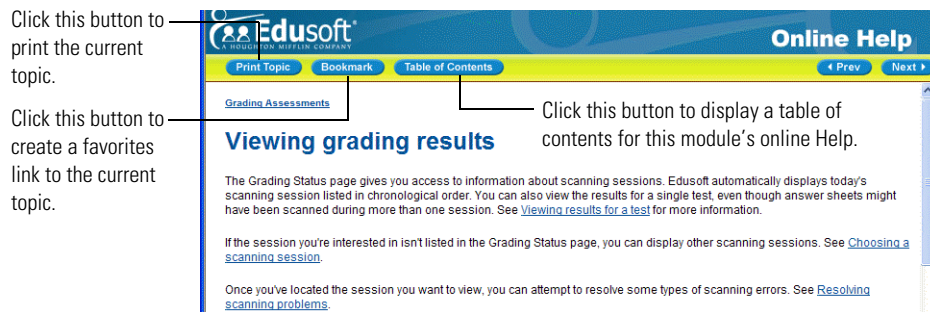 Click this button to
print the current
topic.
Click this button to
create a favorites
link to the current
topic.
Edusoft
A HOUGHTON MIFFLIN COMPANY
Online Help
Print Topic Bookmark Table of Contents Prev Next
Grading Assessments
Click this button to display a table of
contents for this module's online Help.
Viewing grading results
The Grading Status page gives you access to information about scanning sessions. Edusoft automatically displays today's
scanning session listed in chronological order. You can also view the results for a single test, even though answer sheets might
have been scanned during more than one session. See Viewing results for a test for more information.
If the session you're interested in isn't listed in the Grading Status page, you can display other scanning sessions. See Choosing a
scanning session.
Once you've located the session you want to view, you can attempt to resolve some types of scanning errors. See Resolving
scanning problems.